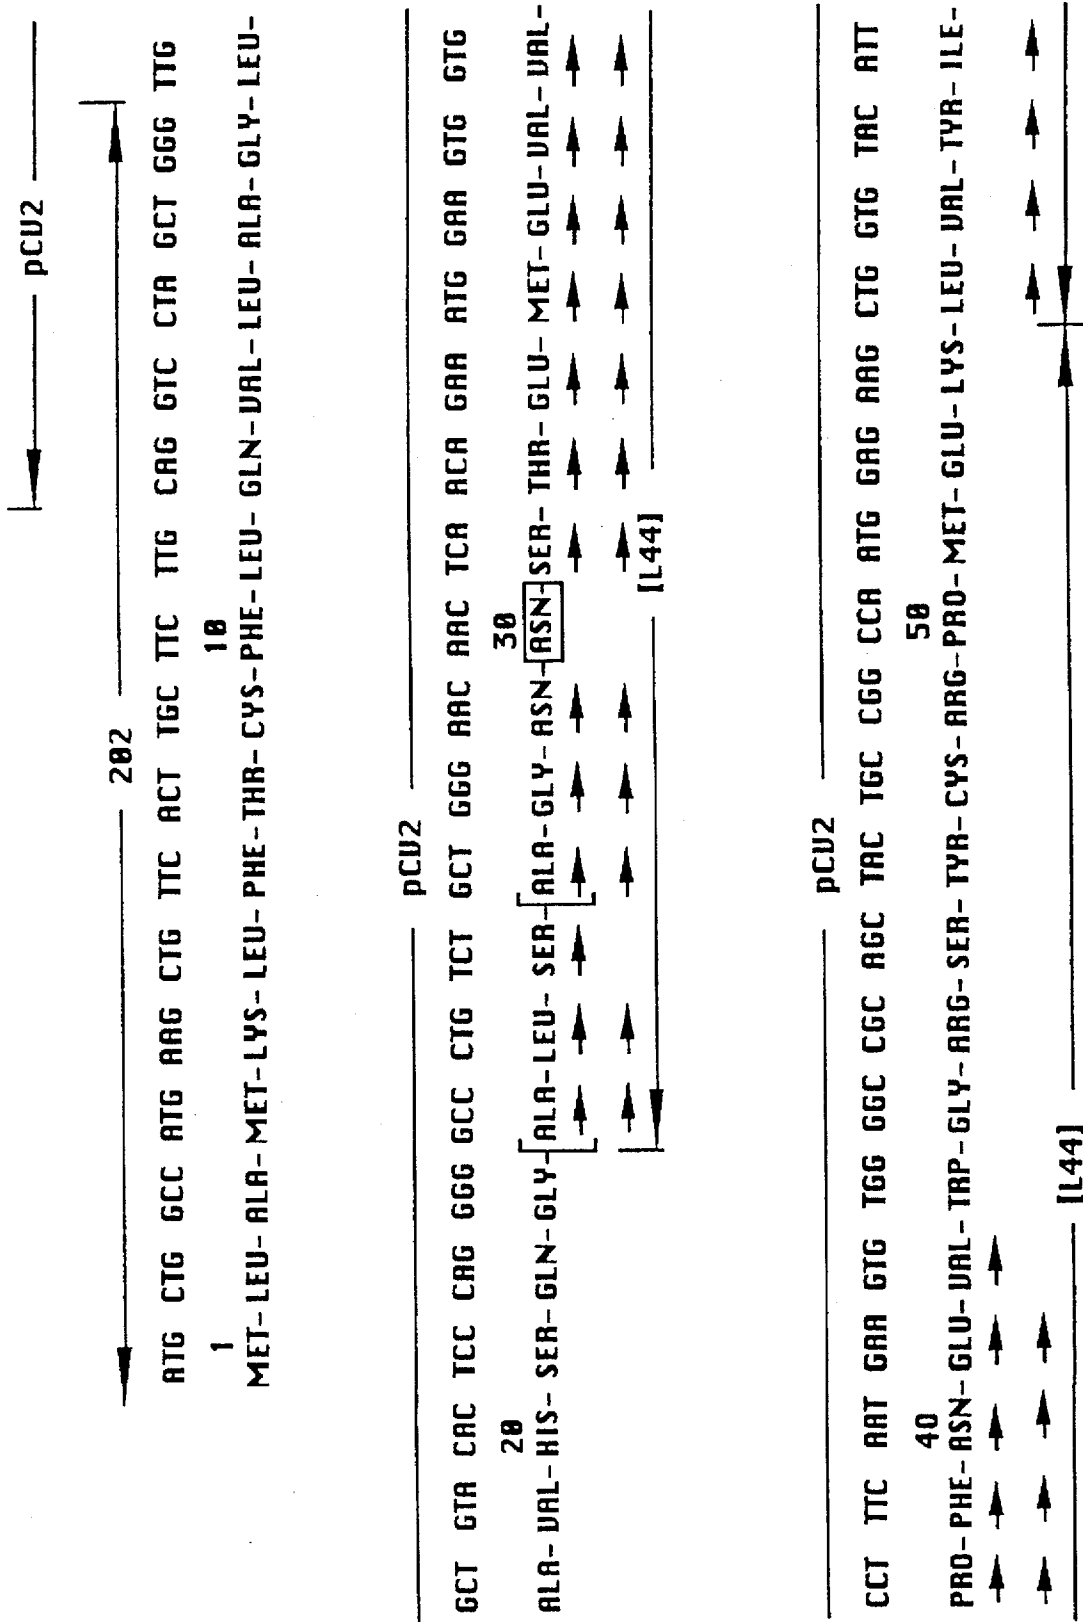 pCV2
202
ATG CTG GCC ATG AAG CTG TTC ACT TGC TTC TTG CAG GTC CTA GCT GGG TTG
1 10
MET-LEU-ALA-MET-LYS-LEU-PHE-THR-CYS-PHE-LEU-GLN-VAL-LEU-ALA-GLY-LEU-
pCV2
GCT GTA CAC TCC CAG GGG GCC CTG TCT GCT GGG AAC AAC TCA ACA GAA ATG GAA GTG GTG
20 30
ALA-VAL-HIS-SER-GLN-GLY-ALA-LEU-SER-ALA-GLY-ASN-ASN-SER-THR-GLU-MET-GLU-VAL-VAL-
[L44]
pCV2
CCT TTC AAT GAA GTG TGG GGC CGC AGC TAC TGC CGG CCA ATG GAG AAG CTG GTG TAC ATT
40 50
PRO-PHE-ASN-GLU-VAL-TRP-GLY-ARG-SER-TYR-CYS-ARG-PRO-MET-GLU-LYS-LEU-VAL-TYR-ILE-
[L44]